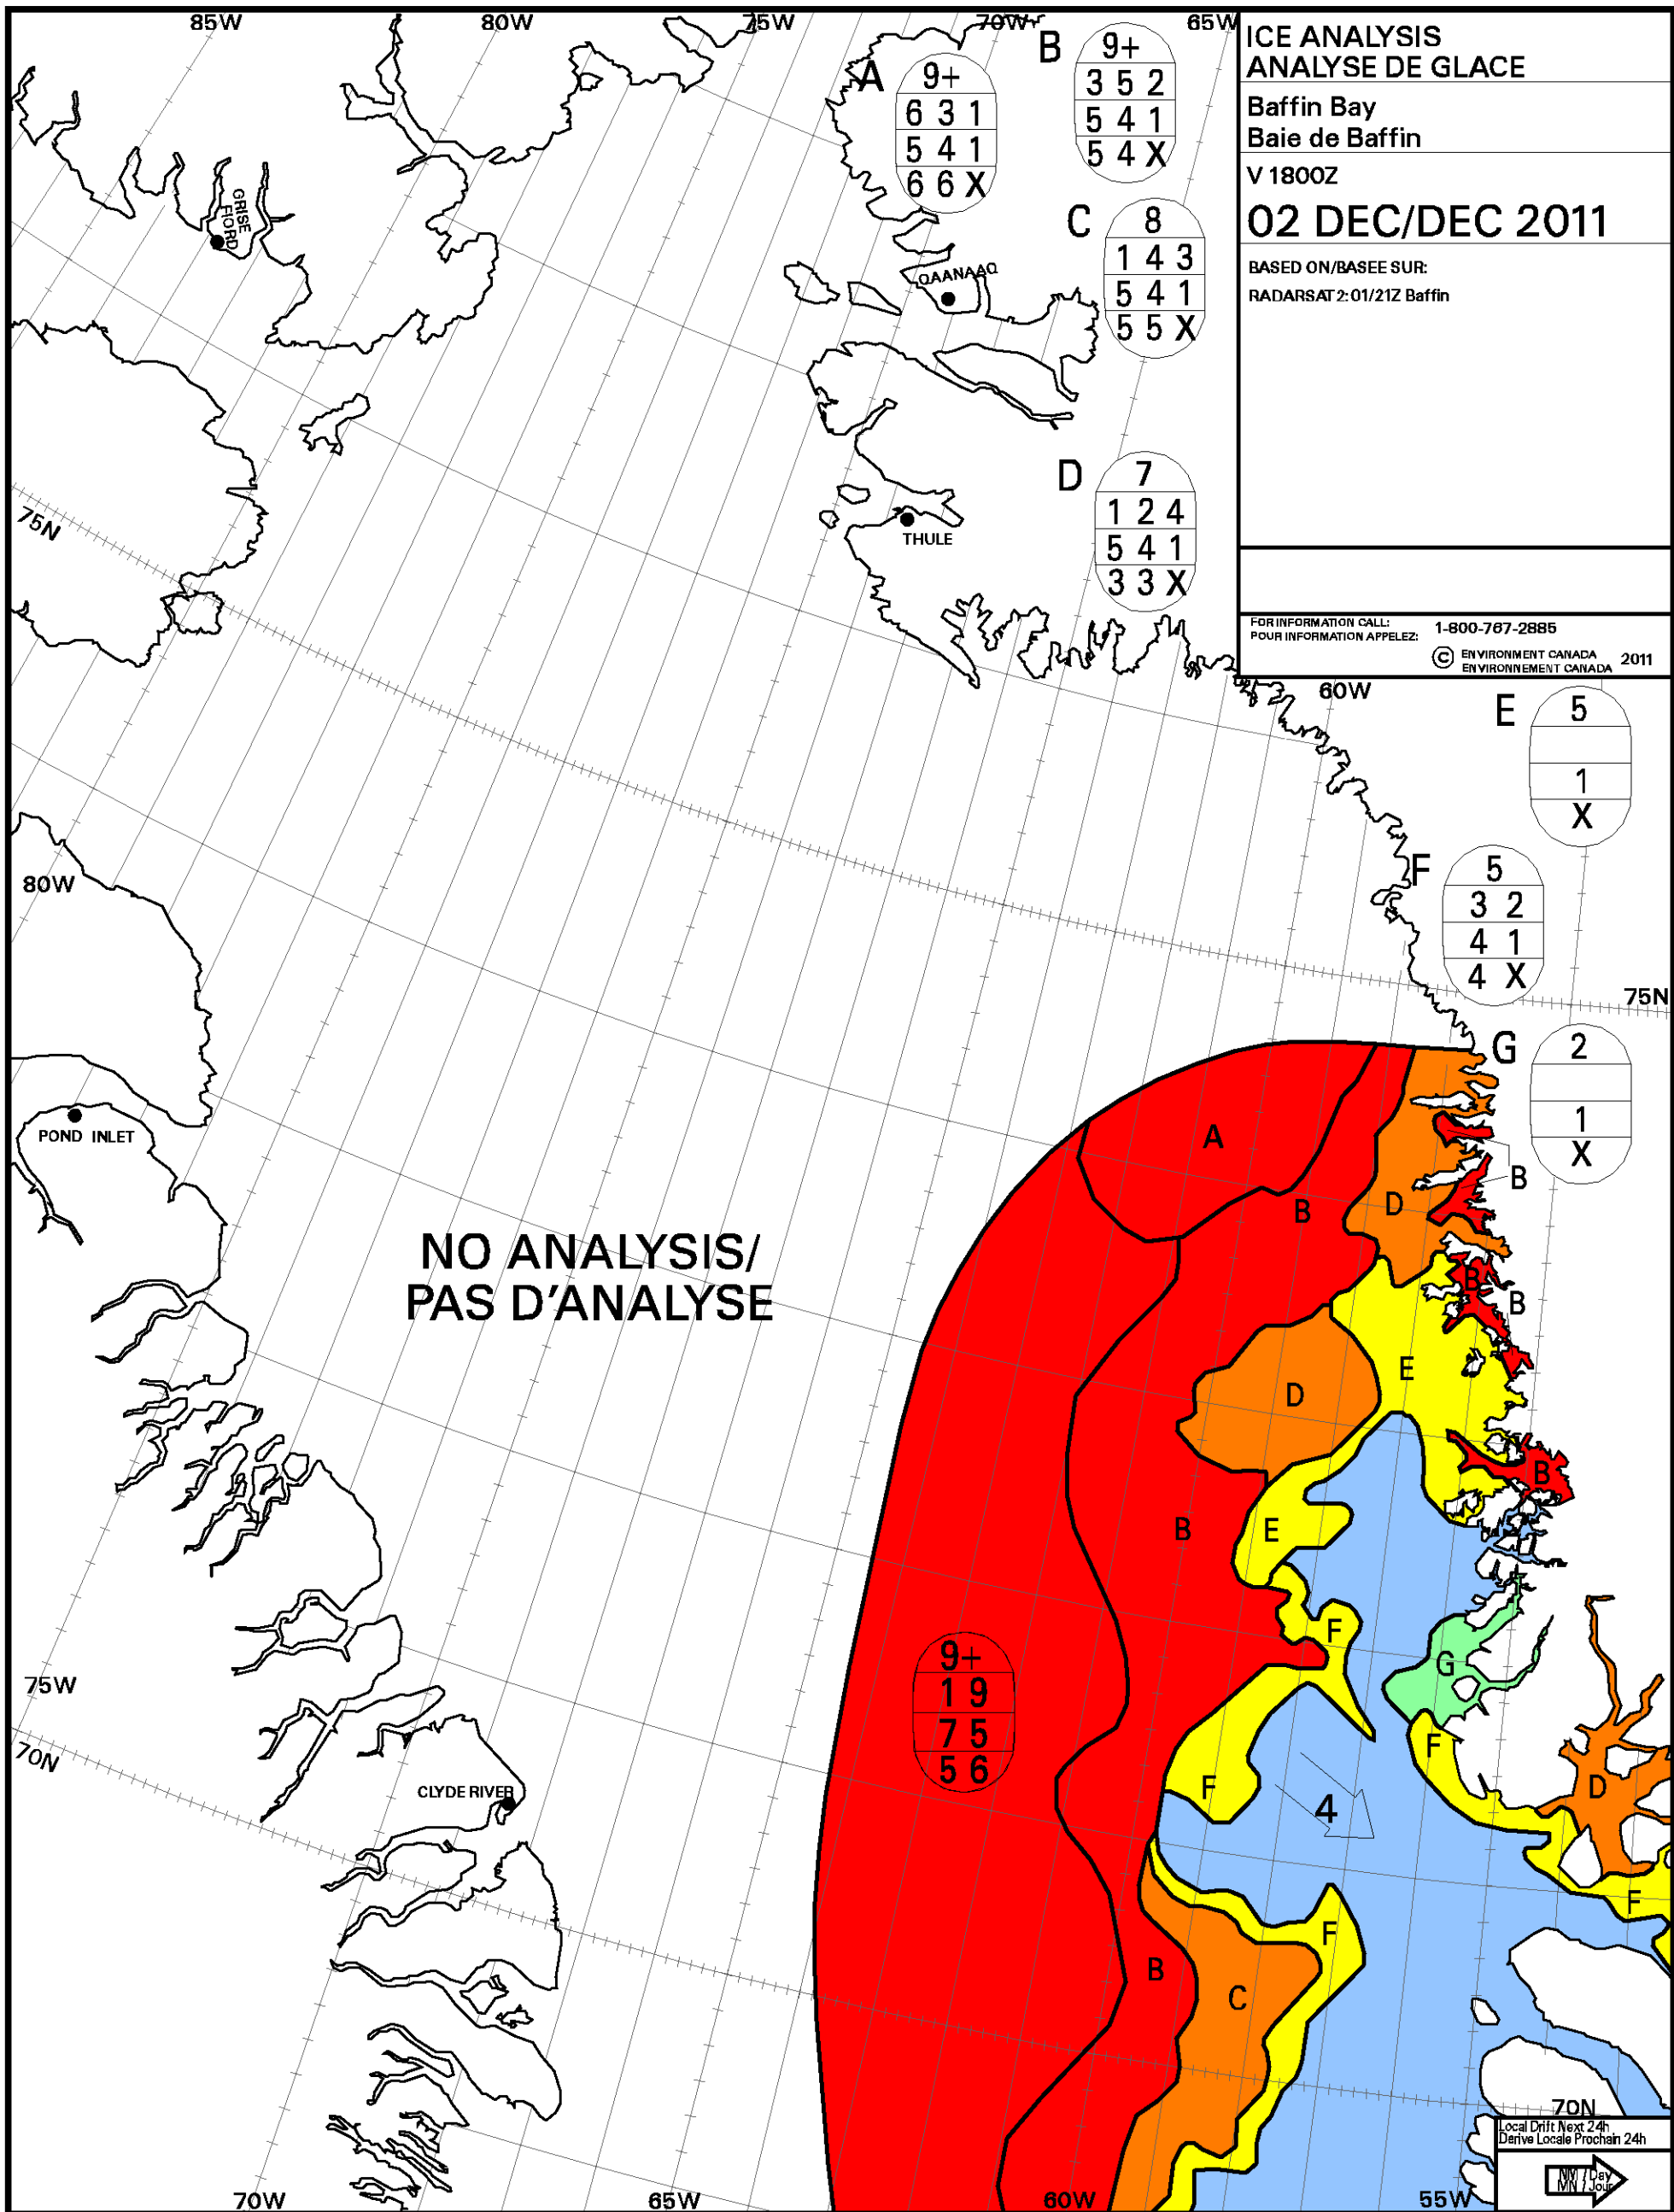 85W
80W
75W
70W
65W
ICE ANALYSIS
ANALYSE DE GLACE
Baffin Bay
Baie de Baffin
V 1800Z
02 DEC/DEC 2011
BASED ON/BASEE SUR:
RADARSAT 2: 01/21Z Baffin
FOR INFORMATION CALL:
POUR INFORMATION APPELEZ:
1-800-767-2885
© ENVIRONMENT CANADA
ENVIRONNEMENT CANADA
2011
A
9+
6 3 1
5 4 1
6 6 X
B
9+
3 5 2
5 4 1
5 4 X
C
8
1 4 3
5 4 1
5 5 X
D
7
1 2 4
5 4 1
3 3 X
E
5
1
X
F
5
3 2
4 1
4 X
G
2
1
X
GRISE
FIORD
QAANAAQ
THULE
75N
60W
80W
75N
POND INLET
NO ANALYSIS/
PAS D'ANALYSE
A
B
D
B
B
B
E
D
B
B
E
F
G
9+
1 9
7 5
5 6
75W
70N
CLYDE RIVER
F
F
4
D
F
F
B
C
70N
Local Drift Next 24h
Derive Locale Prochain 24h
NM / Day
MN / Jour
70W
65W
60W
55W